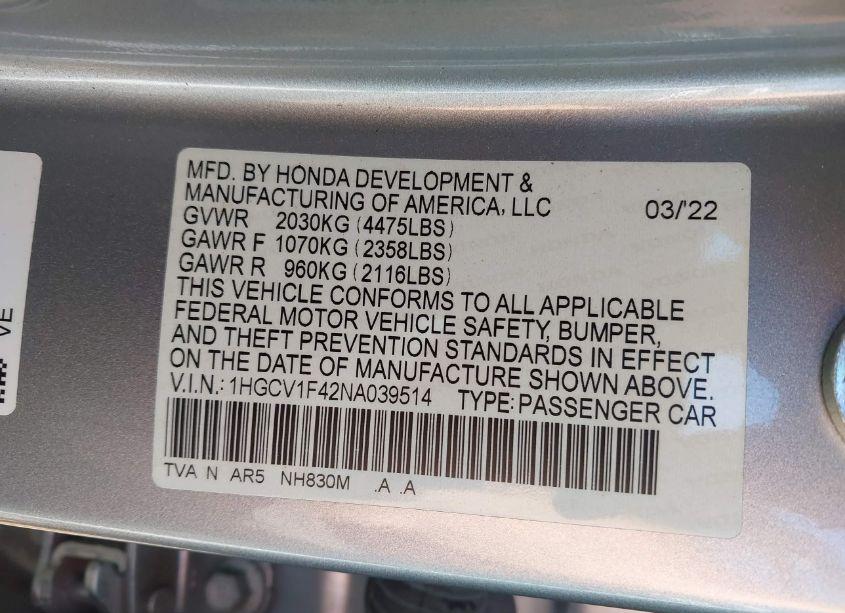 MFD. BY HONDA DEVELOPMENT &
MANUFACTURING OF AMERICA, LLC 03/'22
GVWR 2030KG (4475LBS)
GAWR F 1070KG (2358LBS)
GAWR R 960KG (2116LBS)
THIS VEHICLE CONFORMS TO ALL APPLICABLE
FEDERAL MOTOR VEHICLE SAFETY, BUMPER,
AND THEFT PREVENTION STANDARDS IN EFFECT
ON THE DATE OF MANUFACTURE SHOWN ABOVE.
V.I.N.: 1HGCV1F42NA039514 TYPE: PASSENGER CAR
TVA N AR5 NH830M .A .A
VE